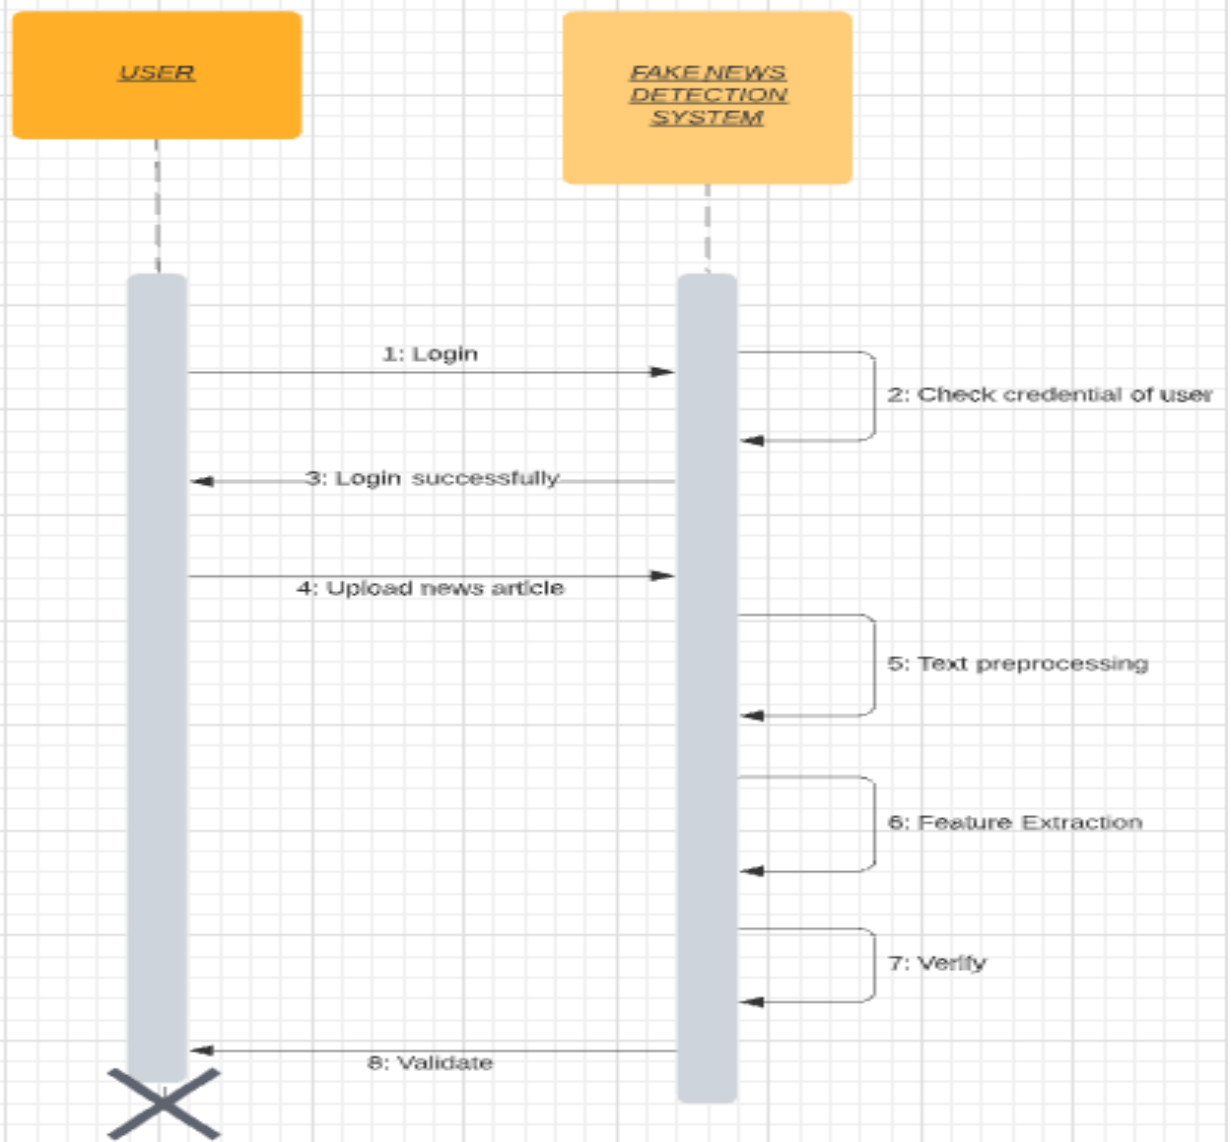 USER
FAKE NEWS
DETECTION
SYSTEM
1: Login
2: Check credential of user
3: Login successfully
4: Upload news article
5: Text preprocessing
6: Feature Extraction
7: Verify
8: Validate